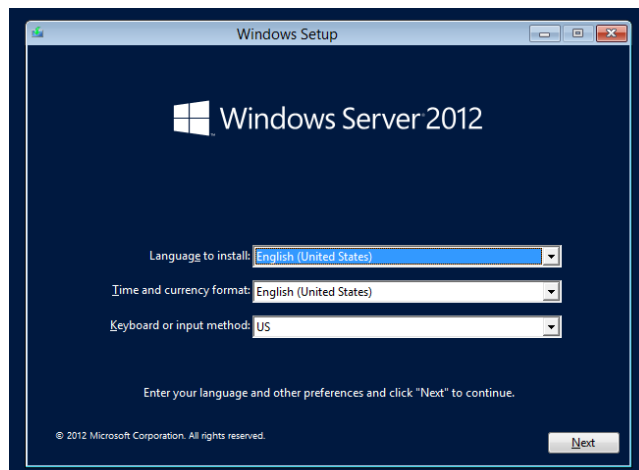 Windows Setup
Windows Server 2012
Language to install: English (United States)
Time and currency format: English (United States)
Keyboard or input method: US
Enter your language and other preferences and click "Next" to continue.
© 2012 Microsoft Corporation. All rights reserved.
Next